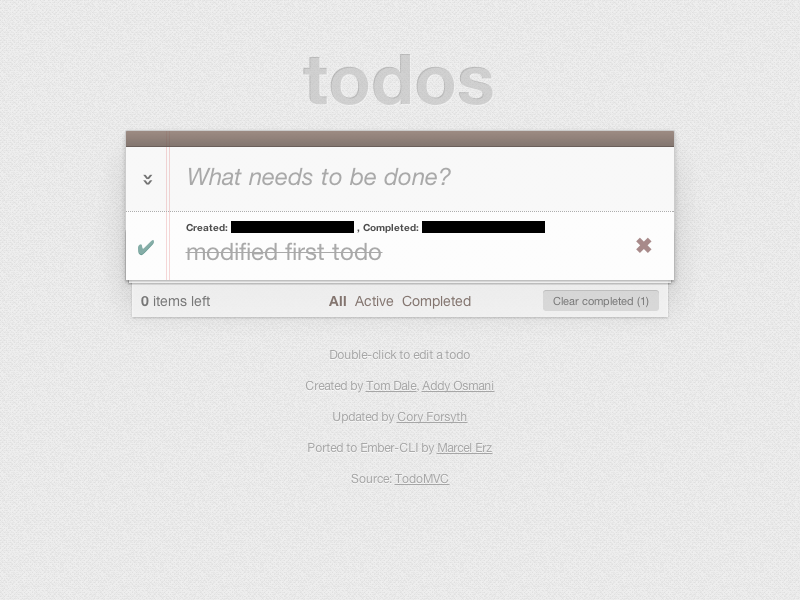 todos
What needs to be done?
Created: , Completed:
modified first todo
0 items left All Active Completed Clear completed (1)
Double-click to edit a todo
Created by Tom Dale, Addy Osmani
Updated by Cory Forsyth
Ported to Ember-CLI by Marcel Erz
Source: TodoMVC